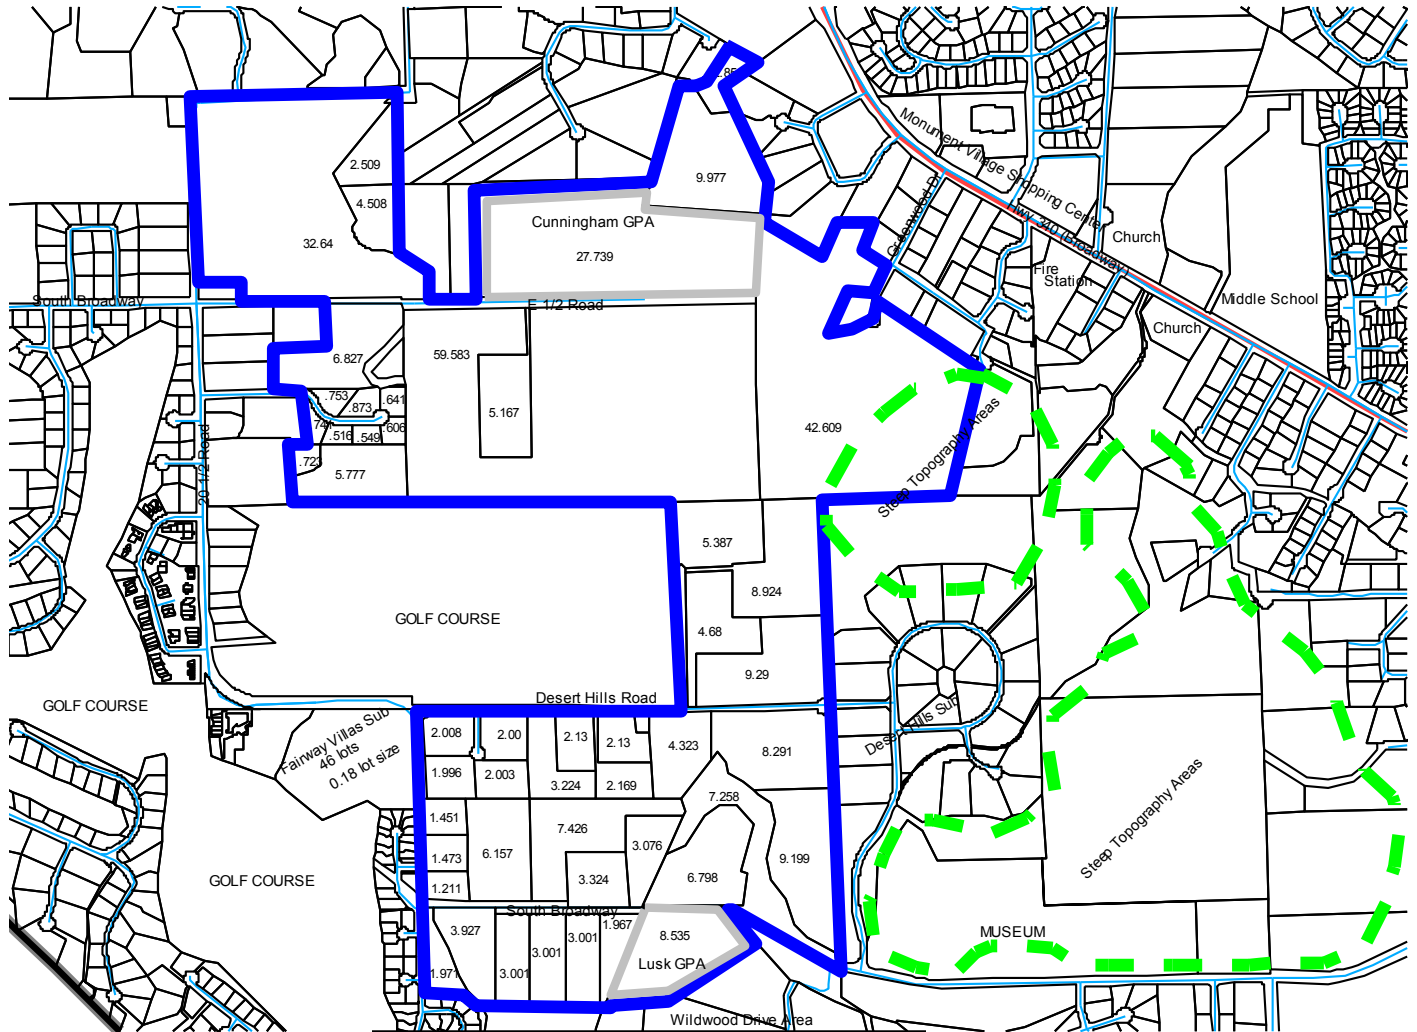 .85
Monument Village Shopping Center
2.509
9.977
4.508
Greenwood Dr
Cunningham GPA
Hwy 340 (Broadway)
Church
32.64
27.739
Fire
Station
South Broadway
E 1/2 Road
Middle School
Church
6.827
59.583
.753
.873
.641
5.167
.741
.516
.549
.606
42.609
Steep Topography Areas
.723
5.777
20 1/2 Road
5.387
8.924
GOLF COURSE
4.68
9.29
Desert Hills Road
GOLF COURSE
Desert Hills Sub
Fairway Villas Sub
46 lots
0.18 lot size
2.008
2.00
2.13
2.13
4.323
8.291
1.996
2.003
3.224
2.169
7.258
Steep Topography Areas
1.451
7.426
3.076
1.473
6.157
9.199
3.324
6.798
1.211
GOLF COURSE
South Broadway
1.967
3.927
3.001
3.001
3.001
8.535
MUSEUM
1.971
Lusk GPA
Wildwood Drive Area